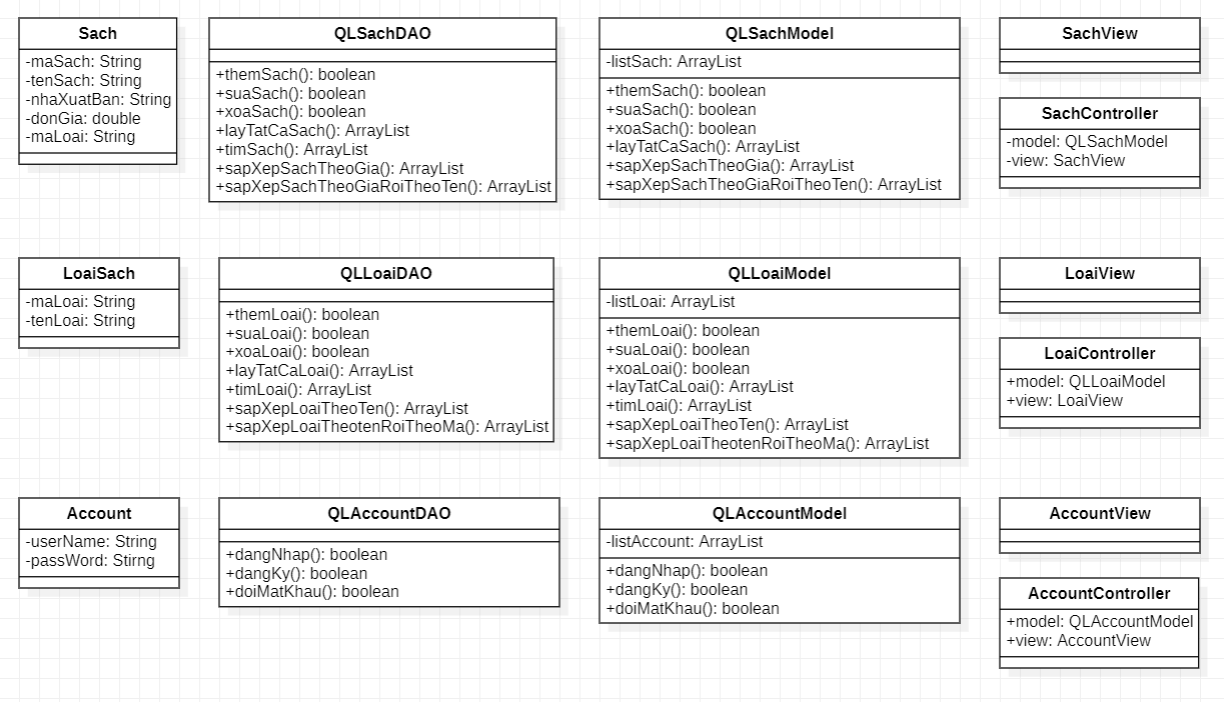 Sach
-maSach: String
-tenSach: String
-nhaXuatBan: String
-donGia: double
-maLoai: String
QLSachDAO
+themSach(): boolean
+suaSach(): boolean
+xoaSach(): boolean
+layTatCaSach(): ArrayList
+timSach(): ArrayList
+sapXepSachTheoGia(): ArrayList
+sapXepSachTheoGiaRoiTheoTen(): ArrayList
QLSachModel
-listSach: ArrayList
+themSach(): boolean
+suaSach(): boolean
+xoaSach(): boolean
+layTatCaSach(): ArrayList
+timSach(): ArrayList
+sapXepSachTheoGia(): ArrayList
+sapXepSachTheoGiaRoiTheoTen(): ArrayList
SachView
SachController
-model: QLSachModel
-view: SachView
LoaiSach
-maLoai: String
-tenLoai: String
QLLoaiDAO
+themLoai(): boolean
+suaLoai(): boolean
+xoaLoai(): boolean
+layTatCaLoai(): ArrayList
+timLoai(): ArrayList
+sapXepLoaiTheoTen(): ArrayList
+sapXepLoaiTheotenRoiTheoMa(): ArrayList
QLLoaiModel
-listLoai: ArrayList
+themLoai(): boolean
+suaLoai(): boolean
+xoaLoai(): boolean
+layTatCaLoai(): ArrayList
+timLoai(): ArrayList
+sapXepLoaiTheoTen(): ArrayList
+sapXepLoaiTheotenRoiTheoMa(): ArrayList
LoaiView
LoaiController
+model: QLLoaiModel
+view: LoaiView
Account
-userName: String
-passWord: Stirng
QLAccountDAO
+dangNhap(): boolean
+dangKy(): boolean
+doiMatKhau(): boolean
QLAccountModel
-listAccount: ArrayList
+dangNhap(): boolean
+dangKy(): boolean
+doiMatKhau(): boolean
AccountView
AccountController
+model: QLAccountModel
+view: AccountView